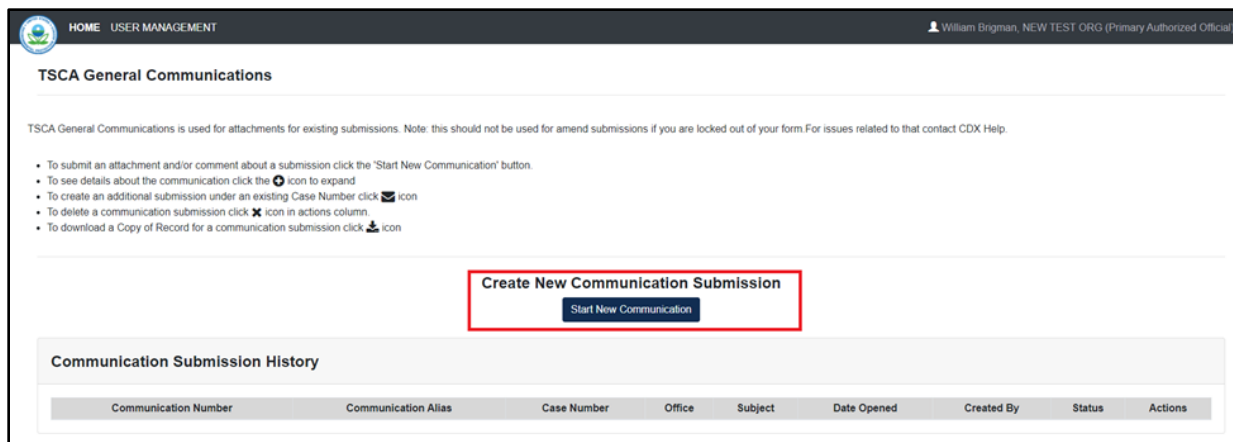 HOME USER MANAGEMENT
William Brigman, NEW TEST ORG (Primary Authorized Official)
TSCA General Communications
TSCA General Communications is used for attachments for existing submissions. Note: this should not be used for amend submissions if you are locked out of your form.For issues related to that contact CDX Help.
• To submit an attachment and/or comment about a submission click the 'Start New Communication' button.
• To see details about the communication click the icon to expand
• To create an additional submission under an existing Case Number click icon
• To delete a communication submission click icon in actions column.
• To download a Copy of Record for a communication submission click icon
Create New Communication Submission
Start New Communication
Communication Submission History
Communication Number Communication Alias Case Number Office Subject Date Opened Created By Status Actions